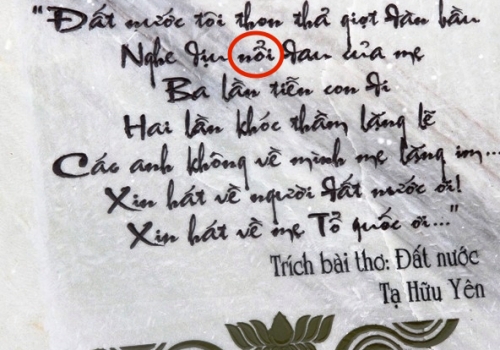 "Đất nước tôi thon thả giọt đàn bầu
Nghe dịu nổi đau của mẹ
Ba lần tiễn con đi
Hai lần khóc thầm lặng lẽ
Các anh không về mình mẹ lặng im...
Xin hát về người đất nước ơi!
Xin hát về mẹ Tổ quốc ơi..."
Trích bài thơ: Đất nước
Tạ Hữu Yên